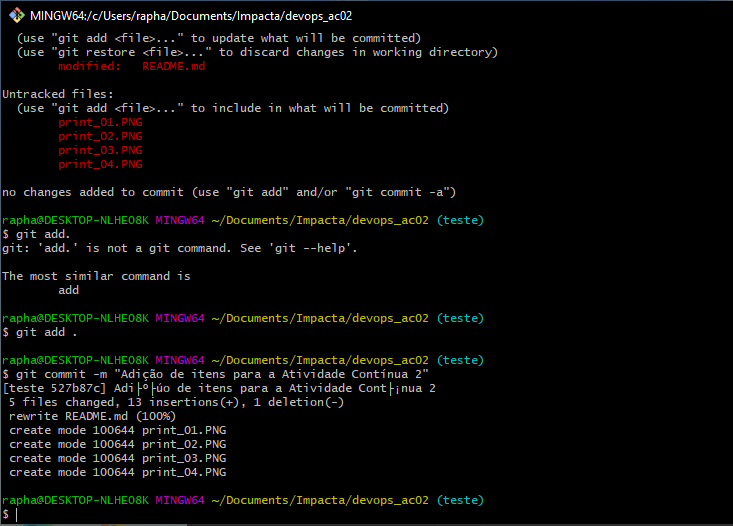 MINGW64:/c/Users/rapha/Documents/Impacta/devops_ac02
(use "git add <file>..." to update what will be committed)
(use "git restore <file>..." to discard changes in working directory)
modified:   README.md
Untracked files:
(use "git add <file>..." to include in what will be committed)
print_01.PNG
print_02.PNG
print_03.PNG
print_04.PNG
no changes added to commit (use "git add" and/or "git commit -a")
rapha@DESKTOP-NLHE08K MINGW64 ~/Documents/Impacta/devops_ac02 (teste)
$ git add.
git: 'add.' is not a git command. See 'git --help'.
The most similar command is
add
rapha@DESKTOP-NLHE08K MINGW64 ~/Documents/Impacta/devops_ac02 (teste)
$ git add .
rapha@DESKTOP-NLHE08K MINGW64 ~/Documents/Impacta/devops_ac02 (teste)
$ git commit -m "Adição de itens para a Atividade Contínua 2"
[teste 527b87c] Adi├º├úo de itens para a Atividade Cont├¡nua 2
5 files changed, 13 insertions(+), 1 deletion(-)
rewrite README.md (100%)
create mode 100644 print_01.PNG
create mode 100644 print_02.PNG
create mode 100644 print_03.PNG
create mode 100644 print_04.PNG
rapha@DESKTOP-NLHE08K MINGW64 ~/Documents/Impacta/devops_ac02 (teste)
$